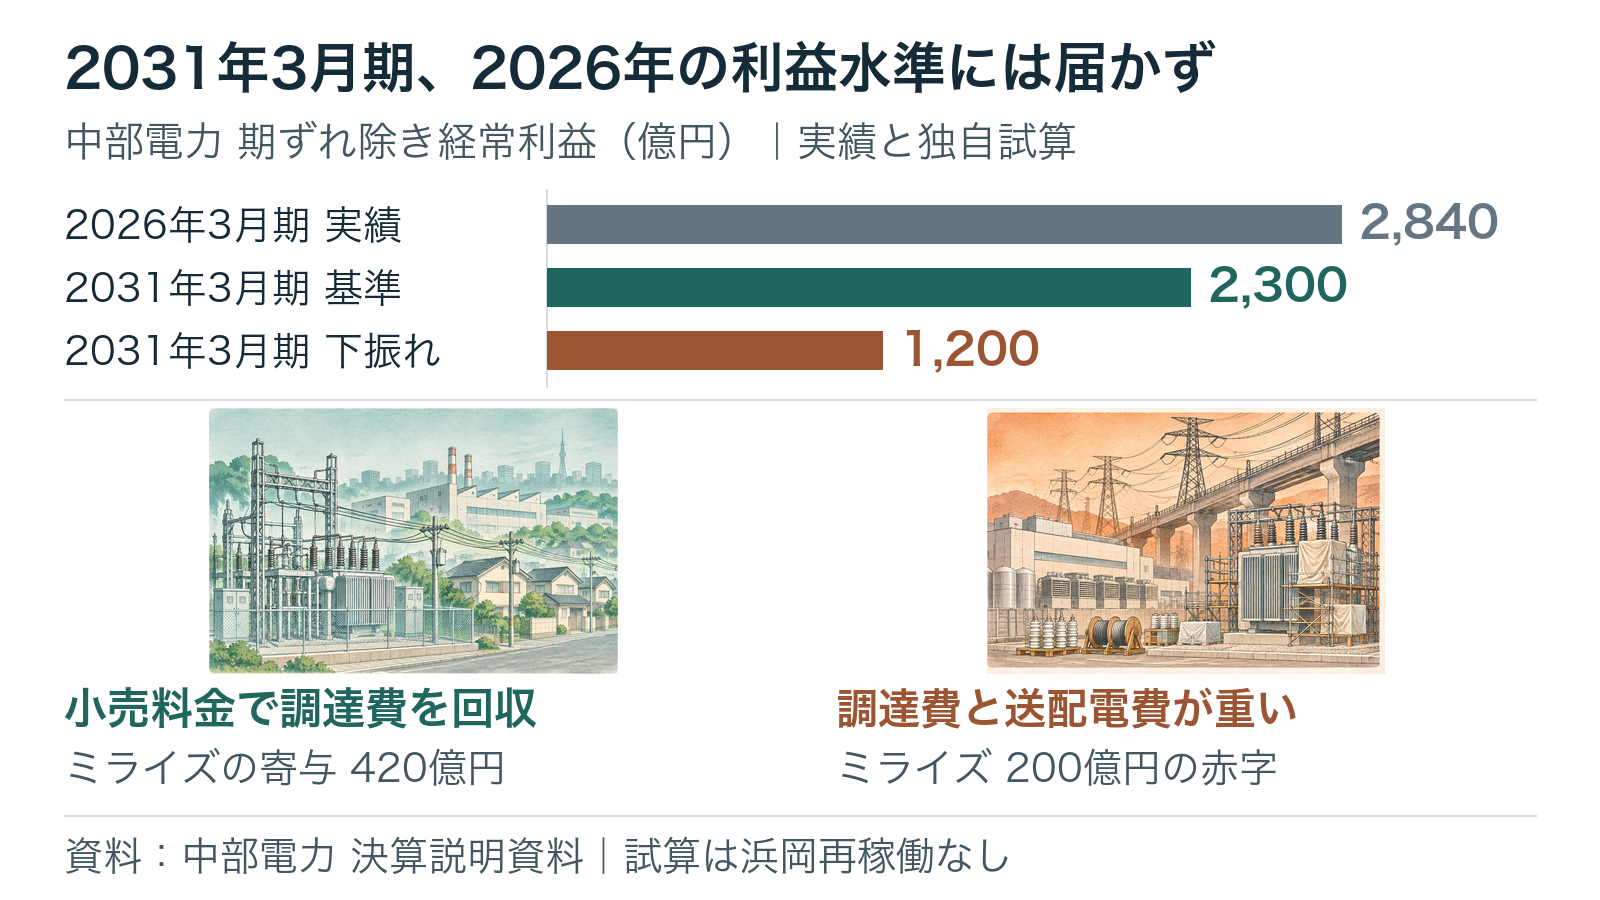 2031年3月期、2026年の利益水準には届かず
中部電力 期ずれ除き経常利益（億円）｜実績と独自試算
2026年3月期 実績 2,840
2031年3月期 基準 2,300
2031年3月期 下振れ 1,200
小売料金で調達費を回収
ミライズの寄与 420億円
調達費と送配電費が重い
ミライズ 200億円の赤字
資料：中部電力 決算説明資料｜試算は浜岡再稼働なし